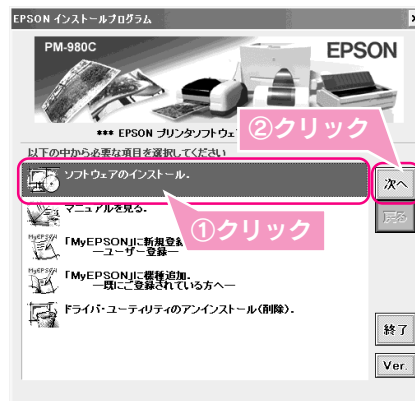 EPSON インストールプログラム
PM-980C
EPSON
*** EPSON プリンタソフトウェ
②クリック
以下の中から必要な項目を選択してください
ソフトウェアのインストール.
次へ
マニュアルを見る.
戻る
①クリック
MyEPSON
「MyEPSON」に新規登録
―ユーザー登録―
MyEPSON
「MyEPSON」に機種追加.
―既にご登録されている方へ―
ドライバ・ユーティリティのアンインストール(削除).
終了
Ver.